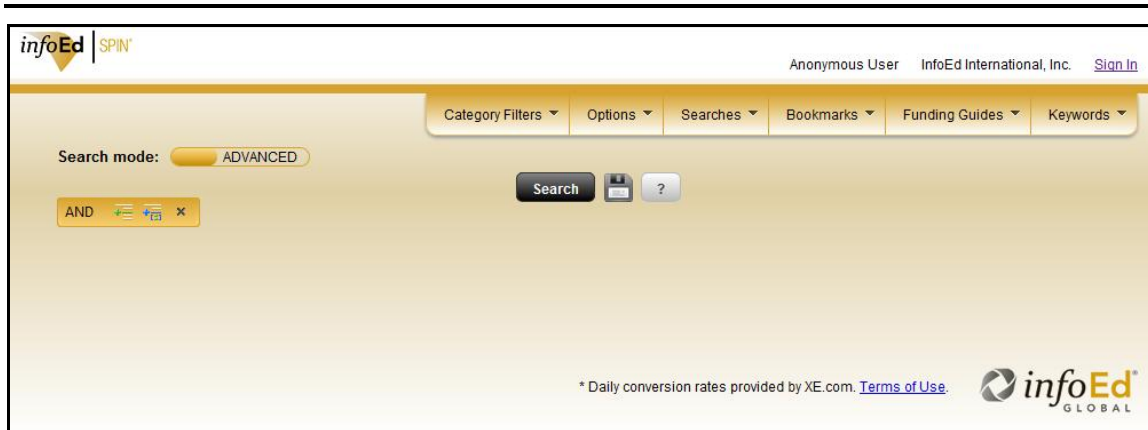 infoEd SPIN
Anonymous User InfoEd International, Inc. Sign In
Category Filters Options Searches Bookmarks Funding Guides Keywords
Search mode: ADVANCED
Search ?
AND
* Daily conversion rates provided by XE.com. Terms of Use.
infoEd
GLOBAL